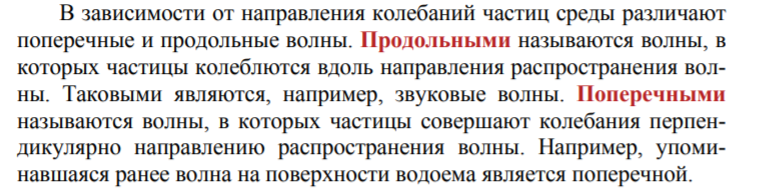 В зависимости от направления колебаний частиц среды различают
поперечные и продольные волны. Продольными называются волны, в
которых частицы колеблются вдоль направления распространения вол-
ны. Таковыми являются, например, звуковые волны. Поперечными
называются волны, в которых частицы совершают колебания перпен-
дикулярно направлению распространения волны. Например, упоми-
навшаяся ранее волна на поверхности водоема является поперечной.